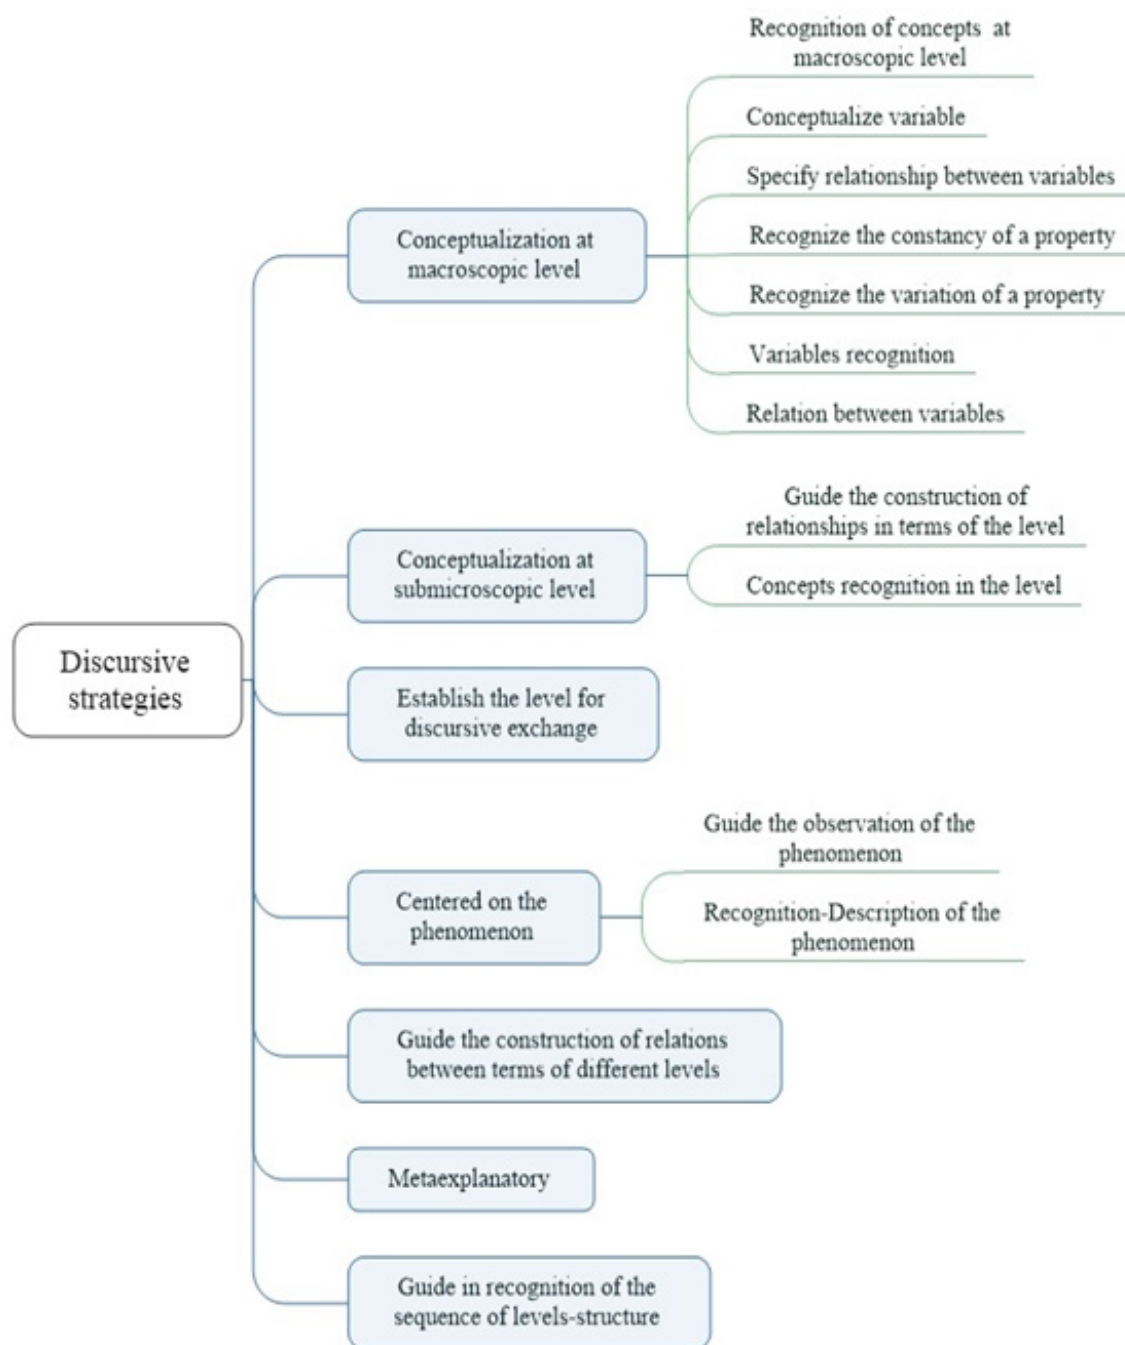 Recognition of concepts at
macroscopic level
Conceptualize variable
Specify relationship between variables
Conceptualization at
macroscopic level
Recognize the constancy of a property
Recognize the variation of a property
Variables recognition
Relation between variables
Guide the construction of
relationships in terms of the level
Conceptualization at
submicroscopic level
Concepts recognition in the level
Discursive
strategies
Establish the level for
discursive exchange
Guide the observation of the
phenomenon
Centered on the
phenomenon
Recognition-Description of the
phenomenon
Guide the construction of relations
between terms of different levels
Metaexplanatory
Guide in recognition of the
sequence of levels-structure